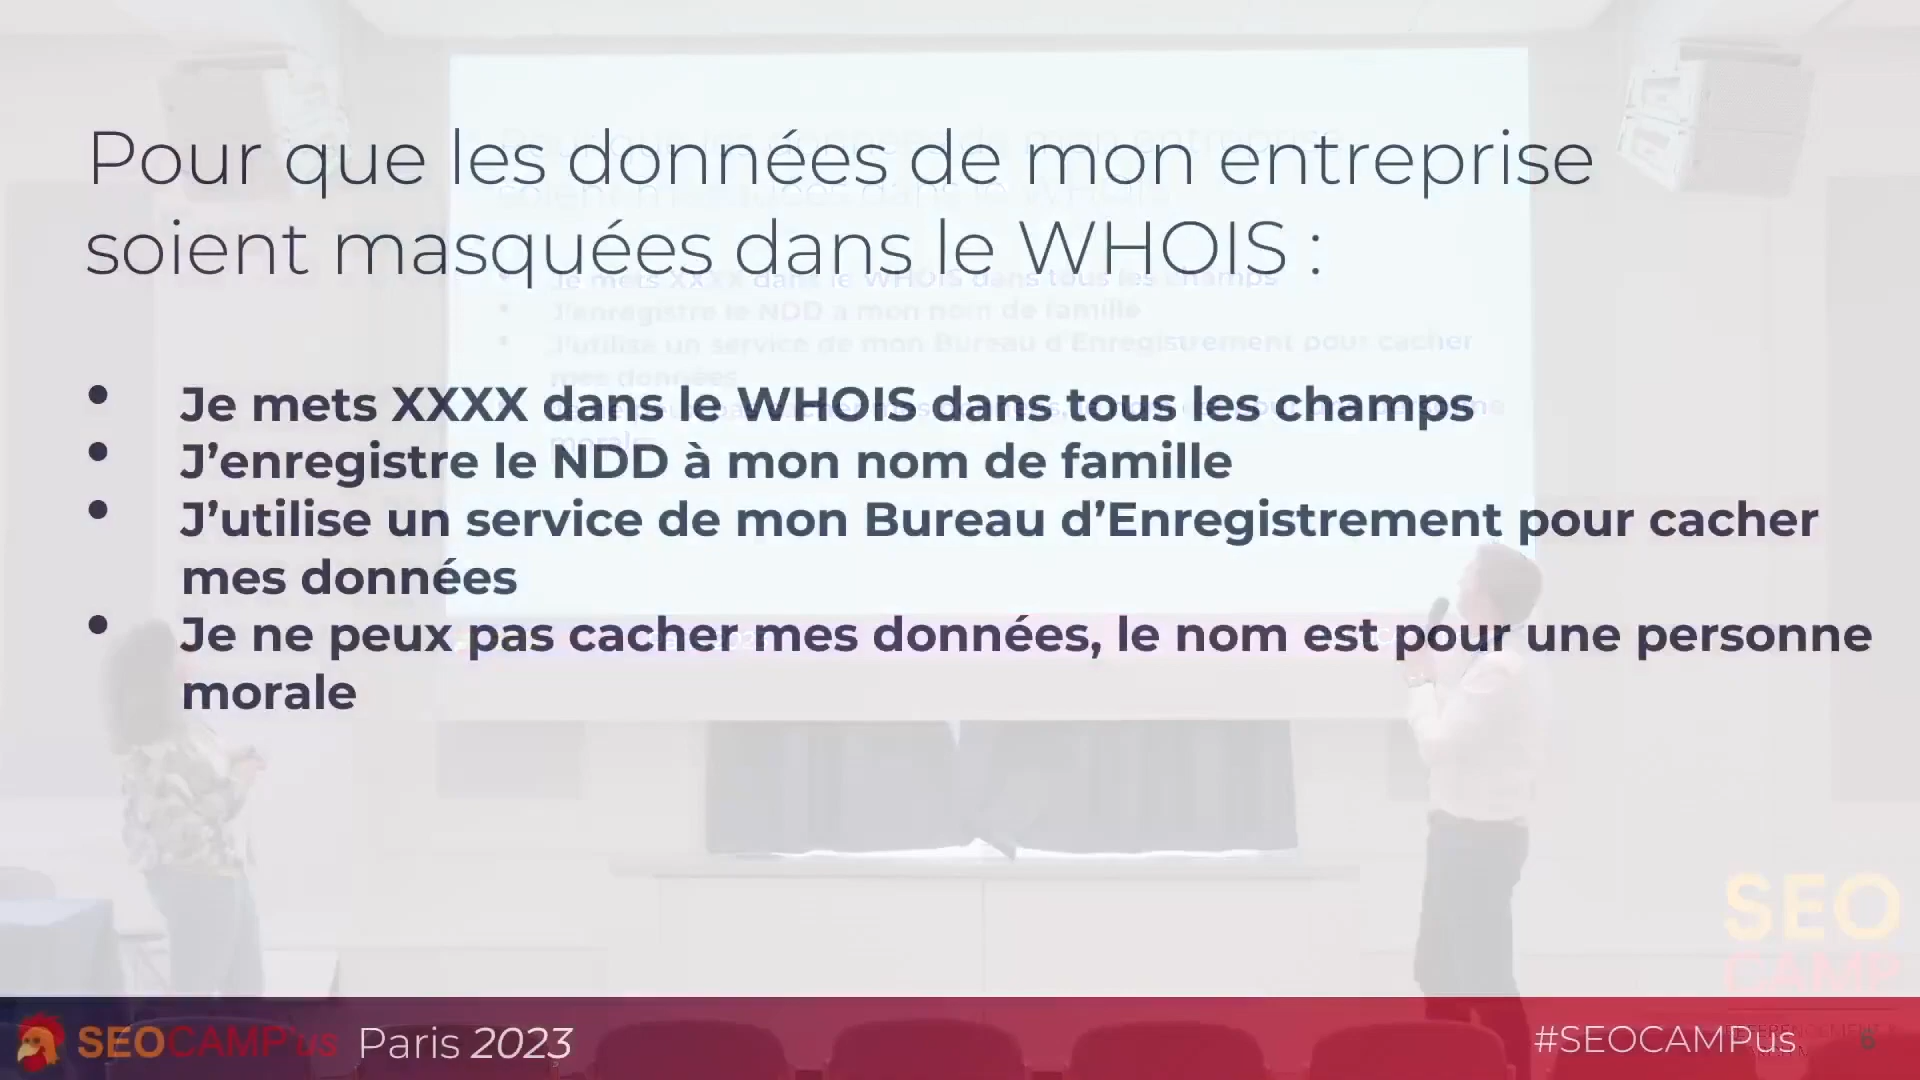 Pour que les données de mon entreprise
soient masquées dans le WHOIS :
• Je mets XXXX dans le WHOIS dans tous les champs
• J’enregistre le NDD à mon nom de famille
• J’utilise un service de mon Bureau d’Enregistrement pour cacher
mes données
• Je ne peux pas cacher mes données, le nom est pour une personne
morale
SEO
CAMP
SEOCAMP'us Paris 2023
#SEOCAMPus